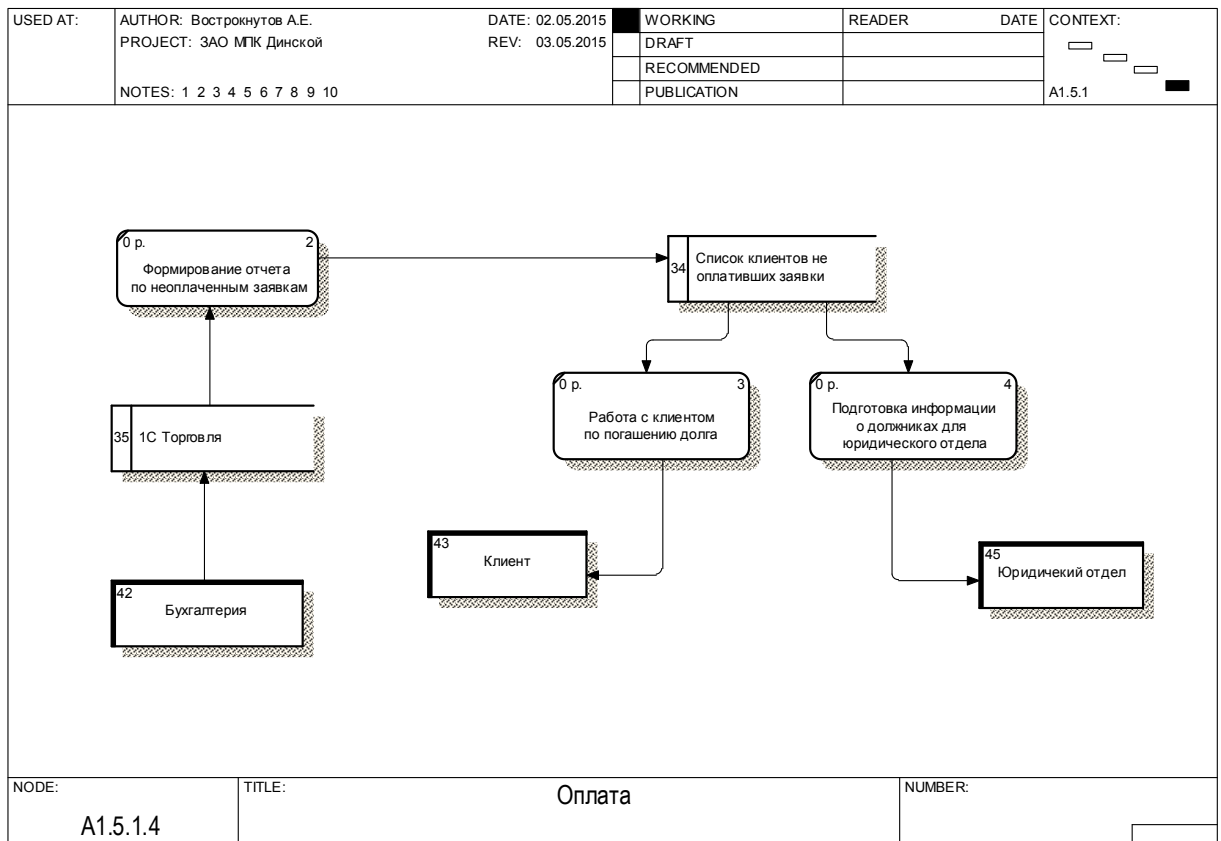 USED AT:
AUTHOR: Вострокнутов А.Е.
DATE: 02.05.2015
PROJECT: ЗАО МПК Динской
REV: 03.05.2015
NOTES: 1 2 3 4 5 6 7 8 9 10
WORKING
DRAFT
RECOMMENDED
PUBLICATION
READER
DATE
CONTEXT:
A1.5.1
0 р.
2
Формирование отчета
по неоплаченным заявкам
34
Список клиентов не
оплативших заявки
0 р.
3
Работа с клиентом
по погашению долга
0 р.
4
Подготовка информации
о должниках для
юридического отдела
35
1С Торговля
43
Клиент
45
Юридичекий отдел
42
Бухгалтерия
NODE:
A1.5.1.4
TITLE:
Оплата
NUMBER: